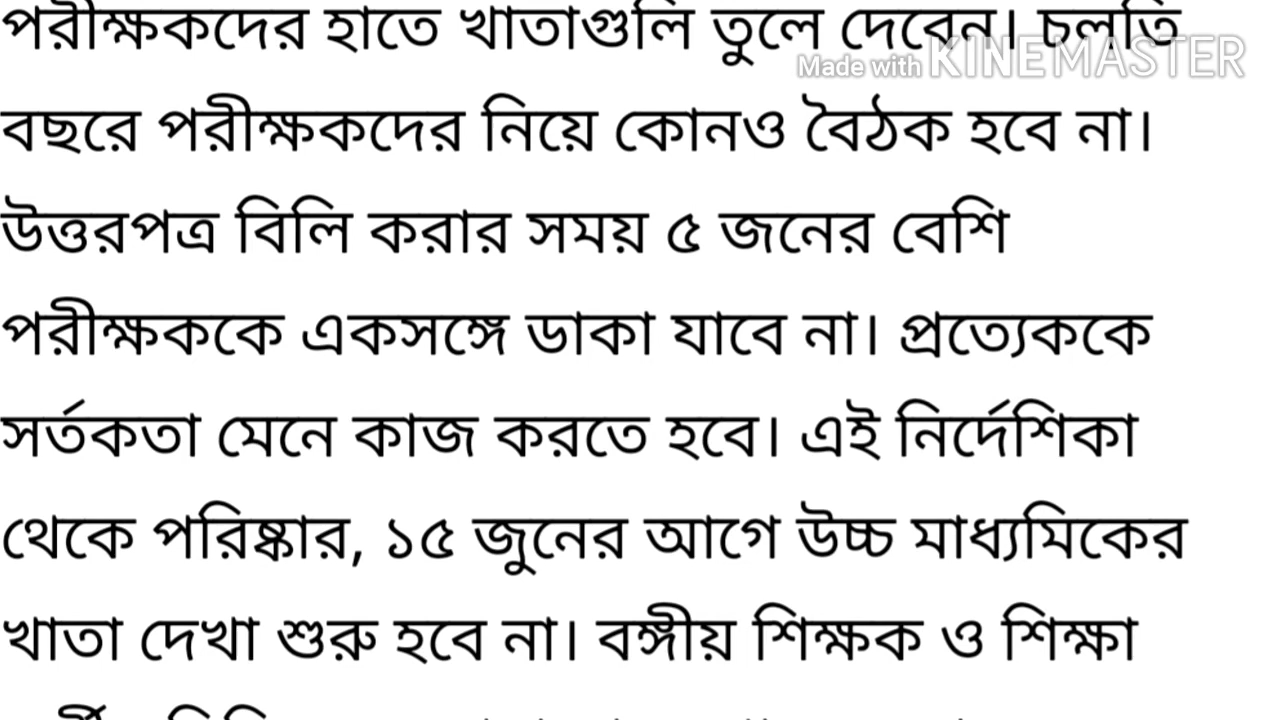 পরীক্ষকদের হাতে খাতাগুলি তুলে দেবেন। চলতি
Made with KINEMASTER
বছরে পরীক্ষকদের নিয়ে কোনও বৈঠক হবে না।
উত্তরপত্র বিলি করার সময় ৫ জনের বেশি
পরীক্ষককে একসঙ্গে ডাকা যাবে না। প্রত্যেককে
সর্তকতা মেনে কাজ করতে হবে। এই নির্দেশিকা
থেকে পরিষ্কার, ১৫ জুনের আগে উচ্চ মাধ্যমিকের
খাতা দেখা শুরু হবে না। বঙ্গীয় শিক্ষক ও শিক্ষা